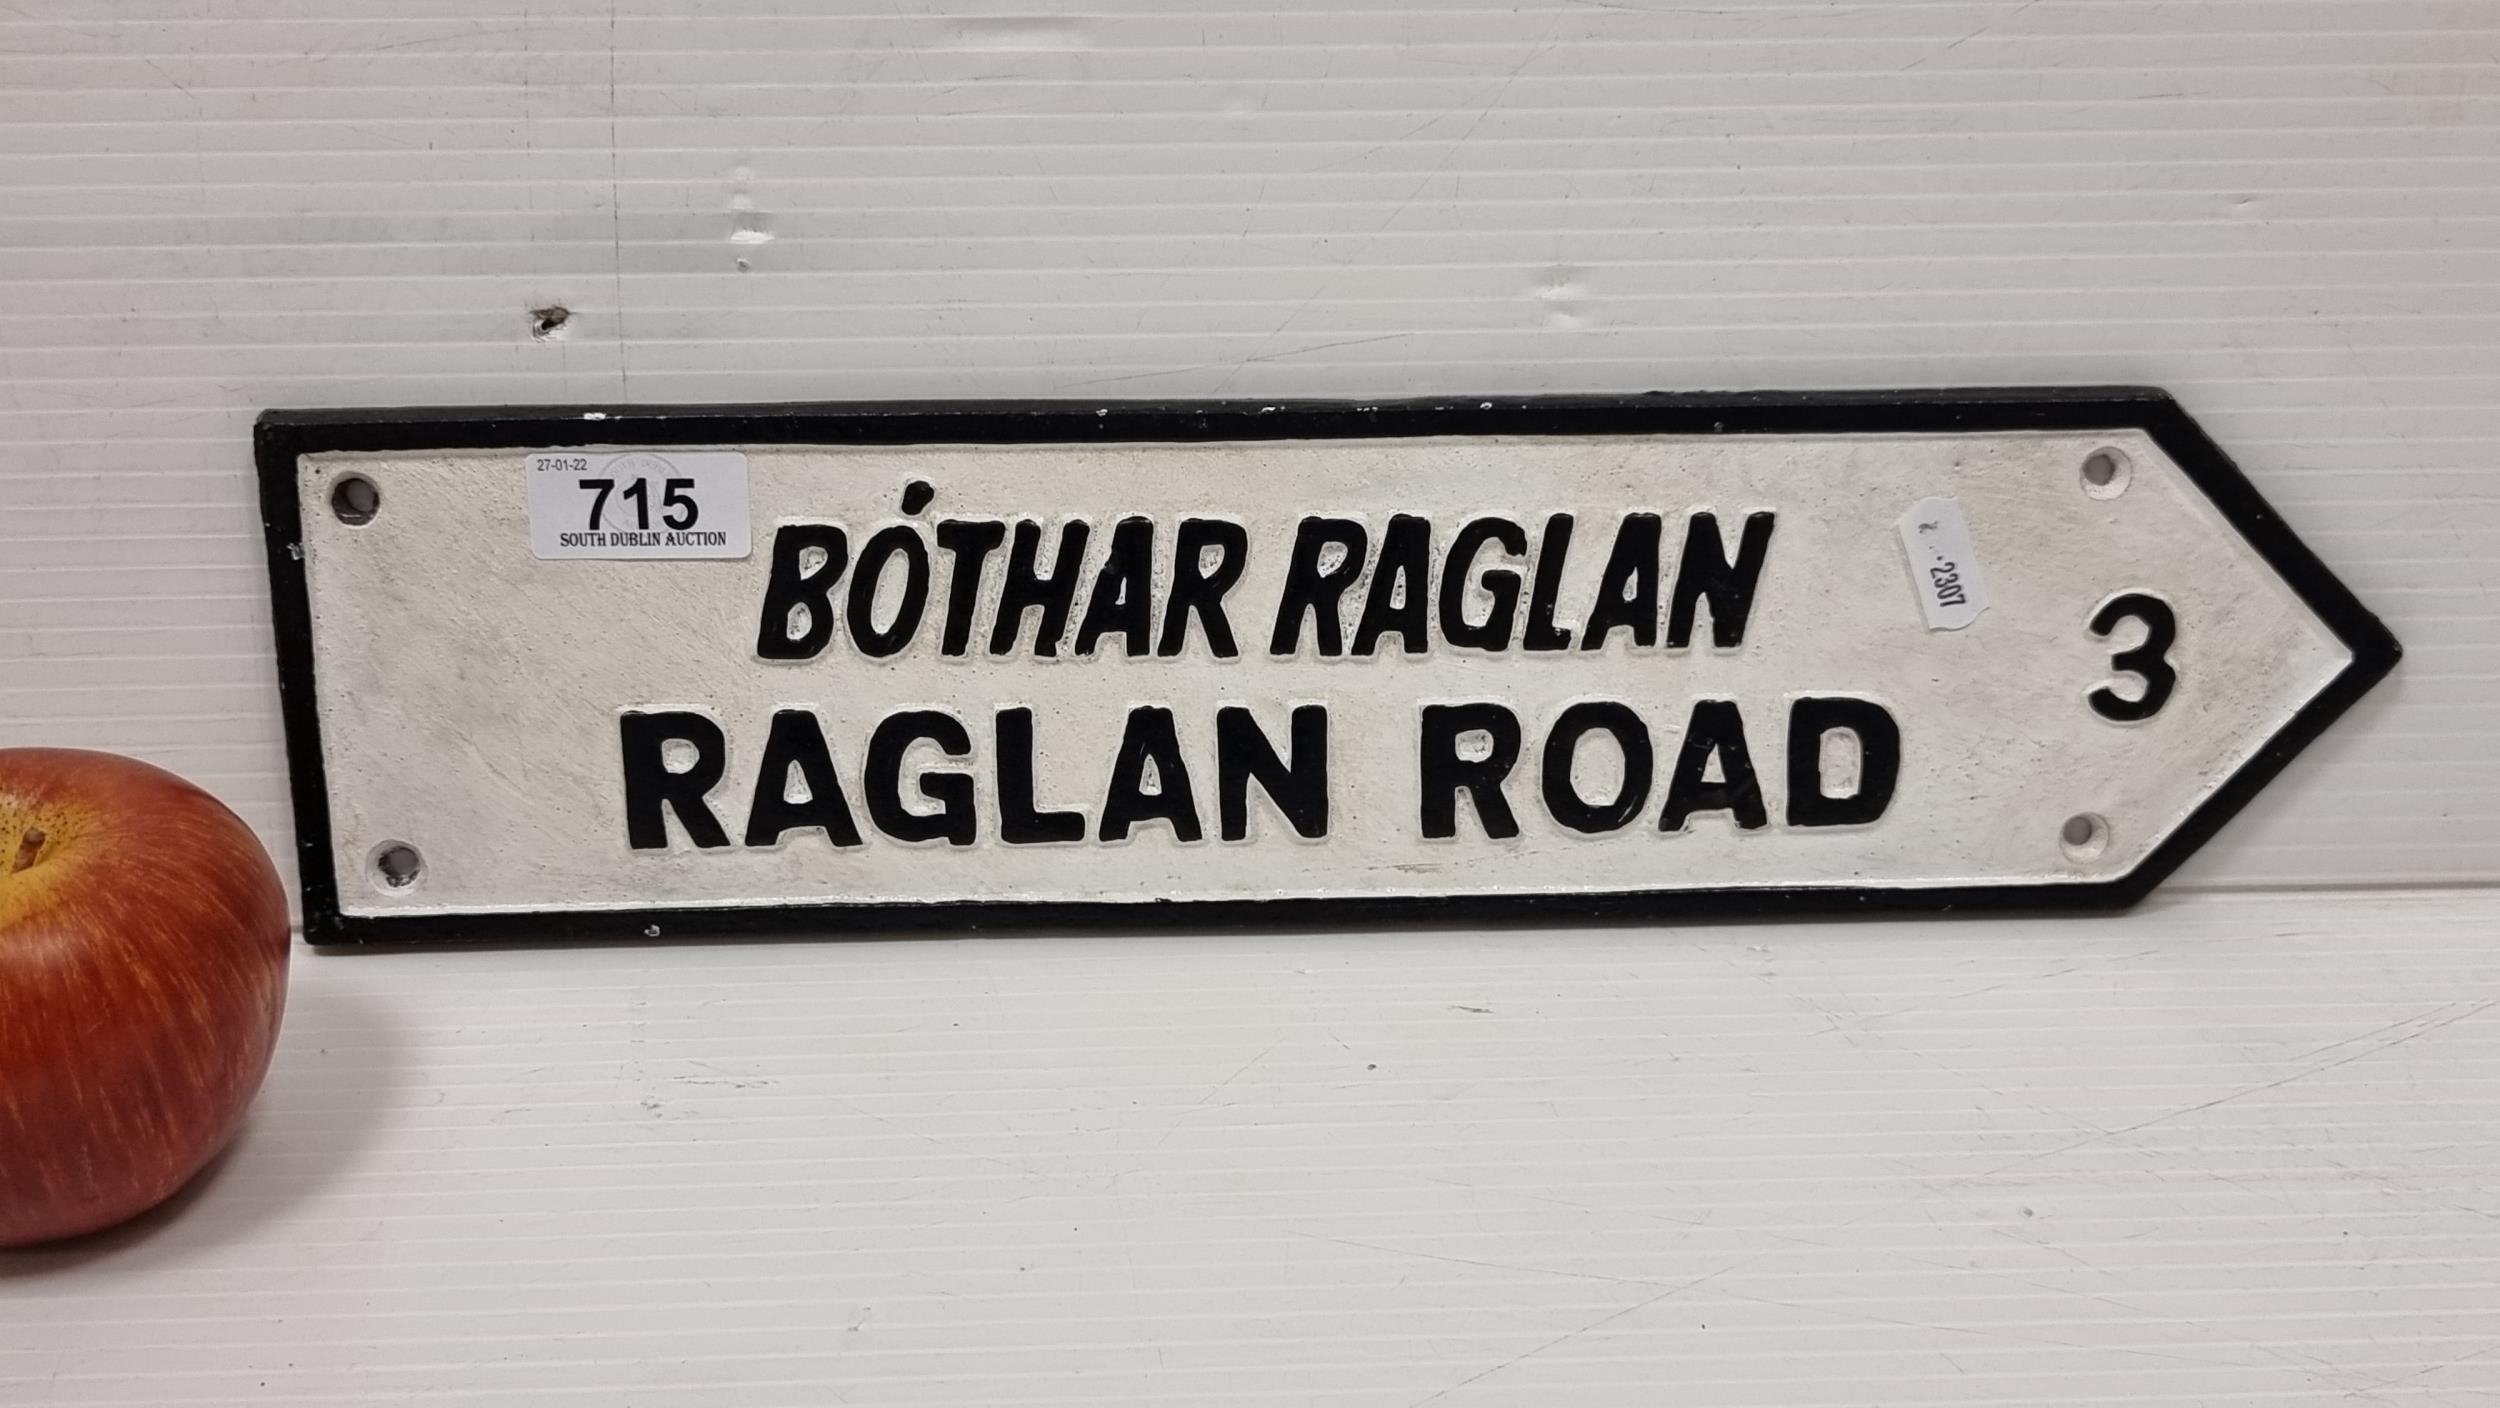 27-01-22
715
SOUTH DUBLIN AUCTION
BÓTHAR RAGLAN
RAGLAN ROAD
3
2307